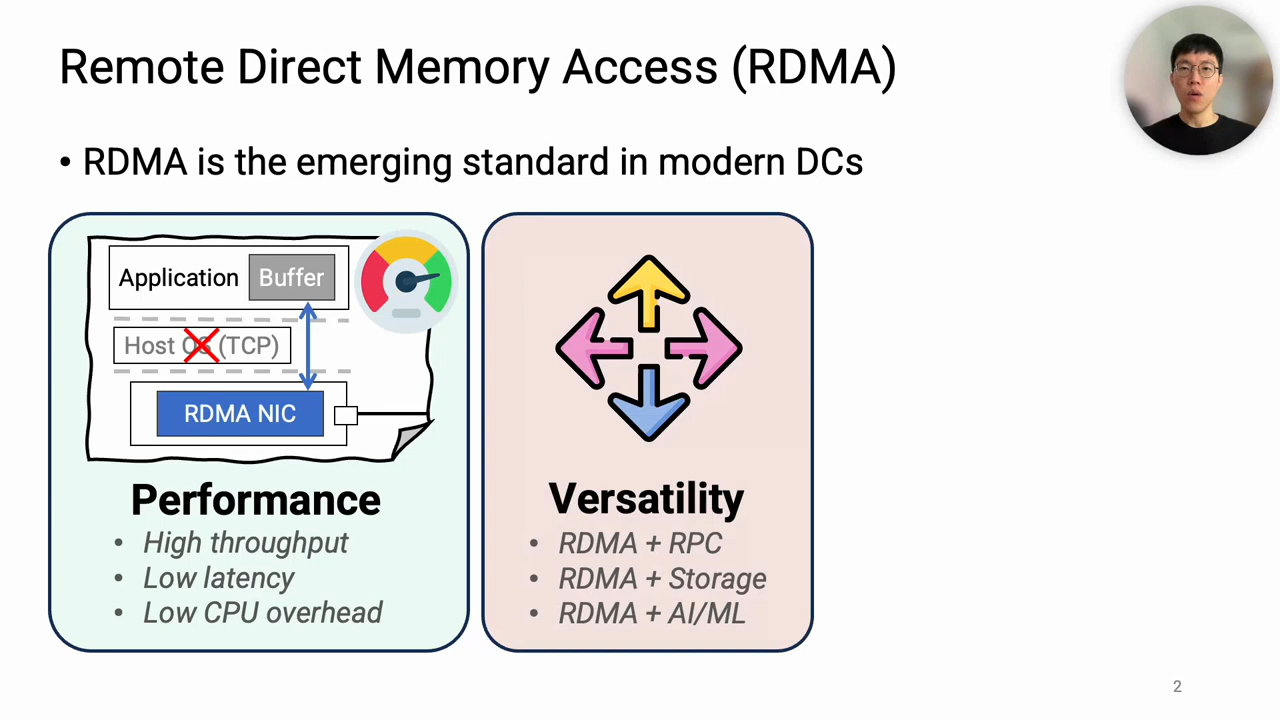 Remote Direct Memory Access (RDMA)
• RDMA is the emerging standard in modern DCs
Application
Buffer
Host OS (TCP)
RDMA NIC
Performance
• High throughput
• Low latency
• Low CPU overhead
Versatility
• RDMA + RPC
• RDMA + Storage
• RDMA + AI/ML
2